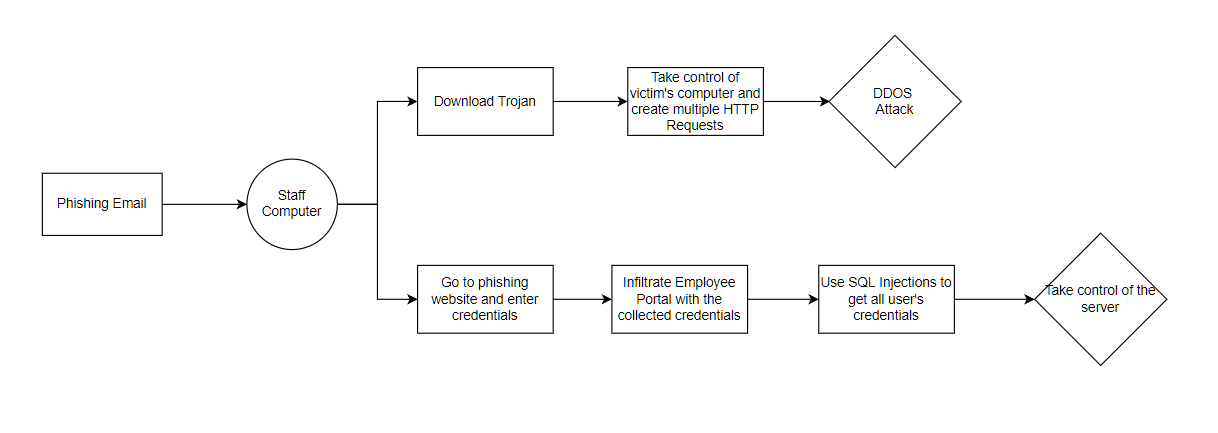 Phishing Email
Staff
Computer
Download Trojan
Take control of
victim's computer and
create multiple HTTP
Requests
DDOS
Attack
Go to phishing
website and enter
credentials
Infiltrate Employee
Portal with the
collected credentials
Use SQL Injections to
get all user's
credentials
Take control of the
server